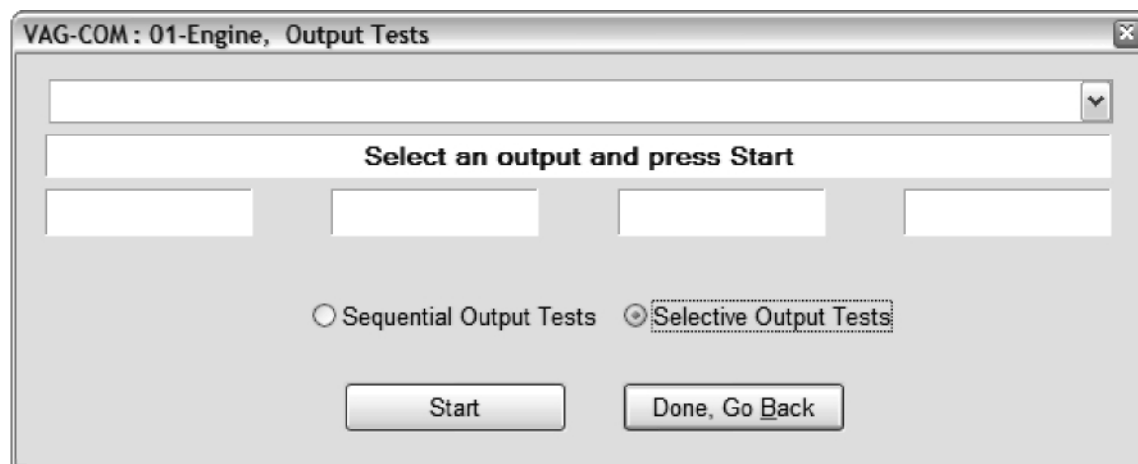 VAG-COM: 01-Engine, Output Tests
Select an output and press Start
Sequential Output Tests Selective Output Tests
Start Done, Go Back